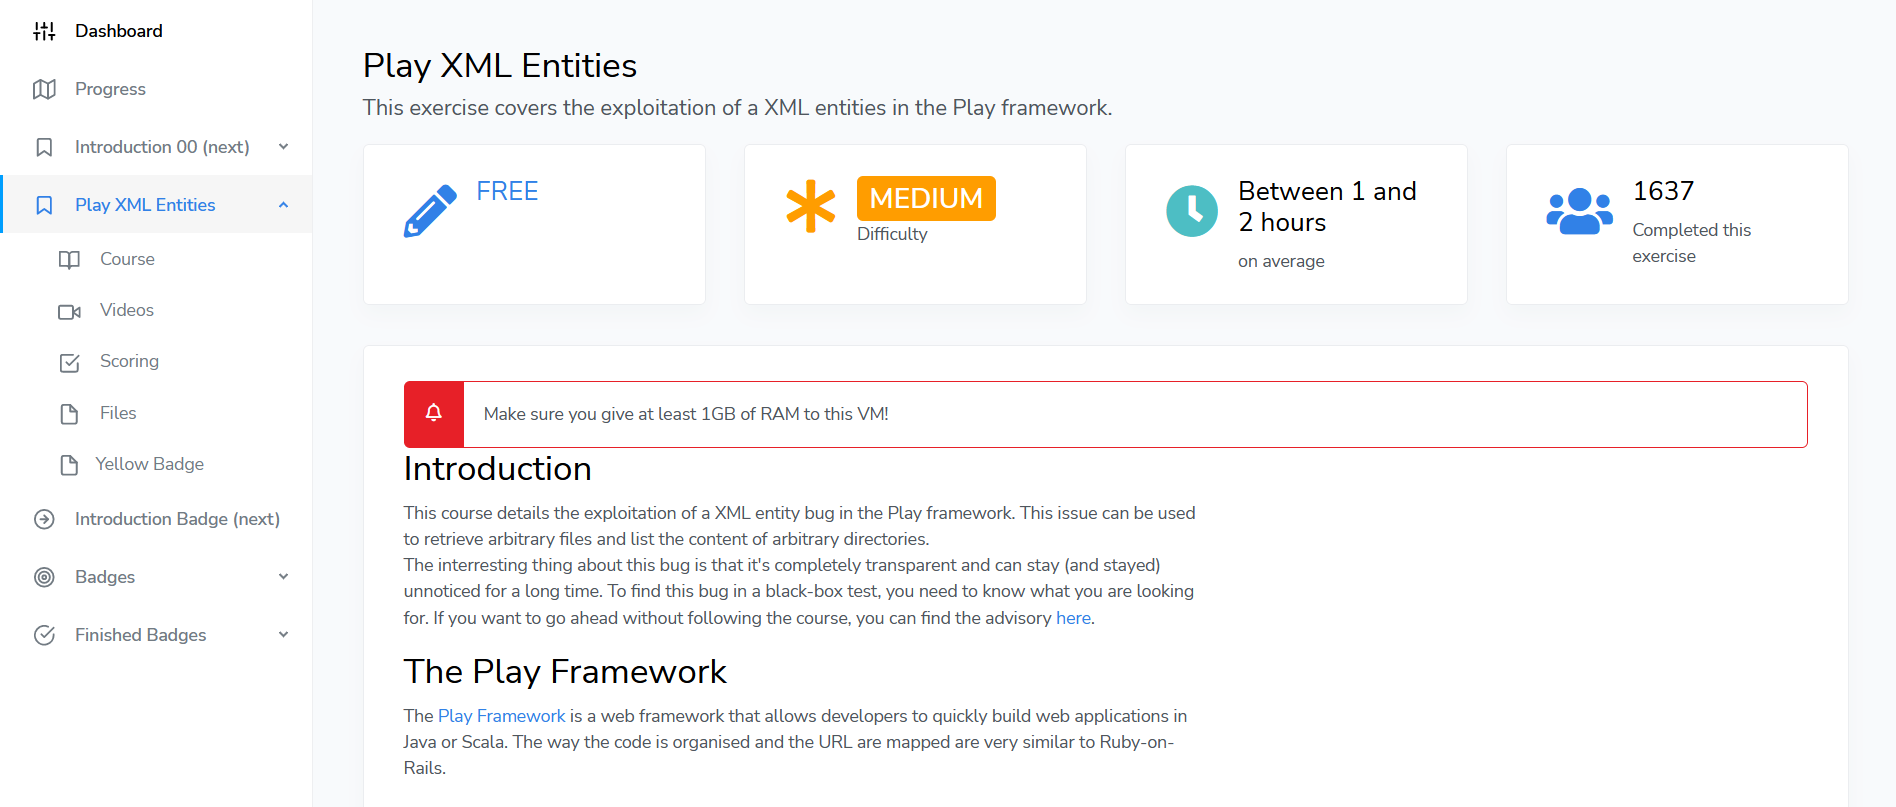 Dashboard
Progress
Introduction 00 (next)
Play XML Entities
Course
Videos
Scoring
Files
Yellow Badge
Introduction Badge (next)
Badges
Finished Badges
Play XML Entities
This exercise covers the exploitation of a XML entities in the Play framework.
FREE
MEDIUM
Difficulty
Between 1 and
2 hours
on average
1637
Completed this
exercise
Make sure you give at least 1GB of RAM to this VM!
Introduction
This course details the exploitation of a XML entity bug in the Play framework. This issue can be used
to retrieve arbitrary files and list the content of arbitrary directories.
The interresting thing about this bug is that it's completely transparent and can stay (and stayed)
unnoticed for a long time. To find this bug in a black-box test, you need to know what you are looking
for. If you want to go ahead without following the course, you can find the advisory here.
The Play Framework
The Play Framework is a web framework that allows developers to quickly build web applications in
Java or Scala. The way the code is organised and the URL are mapped are very similar to Ruby-on-
Rails.